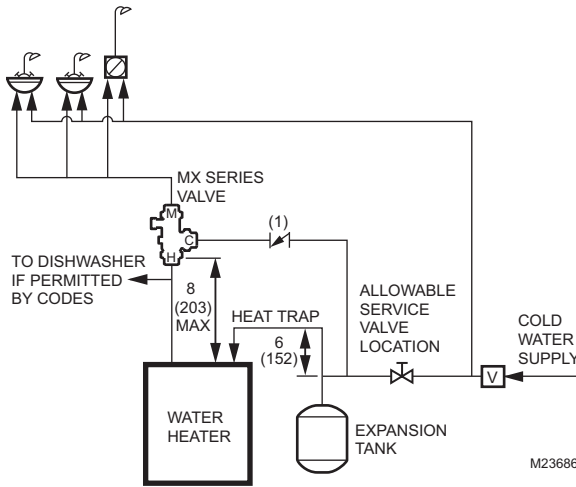 MX SERIES
VALVE
M
(1)
C
H
TO DISHWASHER
IF PERMITTED
BY CODES
8
(203)
MAX
HEAT TRAP
6
(152)
ALLOWABLE
SERVICE
VALVE
LOCATION
COLD
WATER
SUPPLY
V
WATER
HEATER
EXPANSION
TANK
M23686